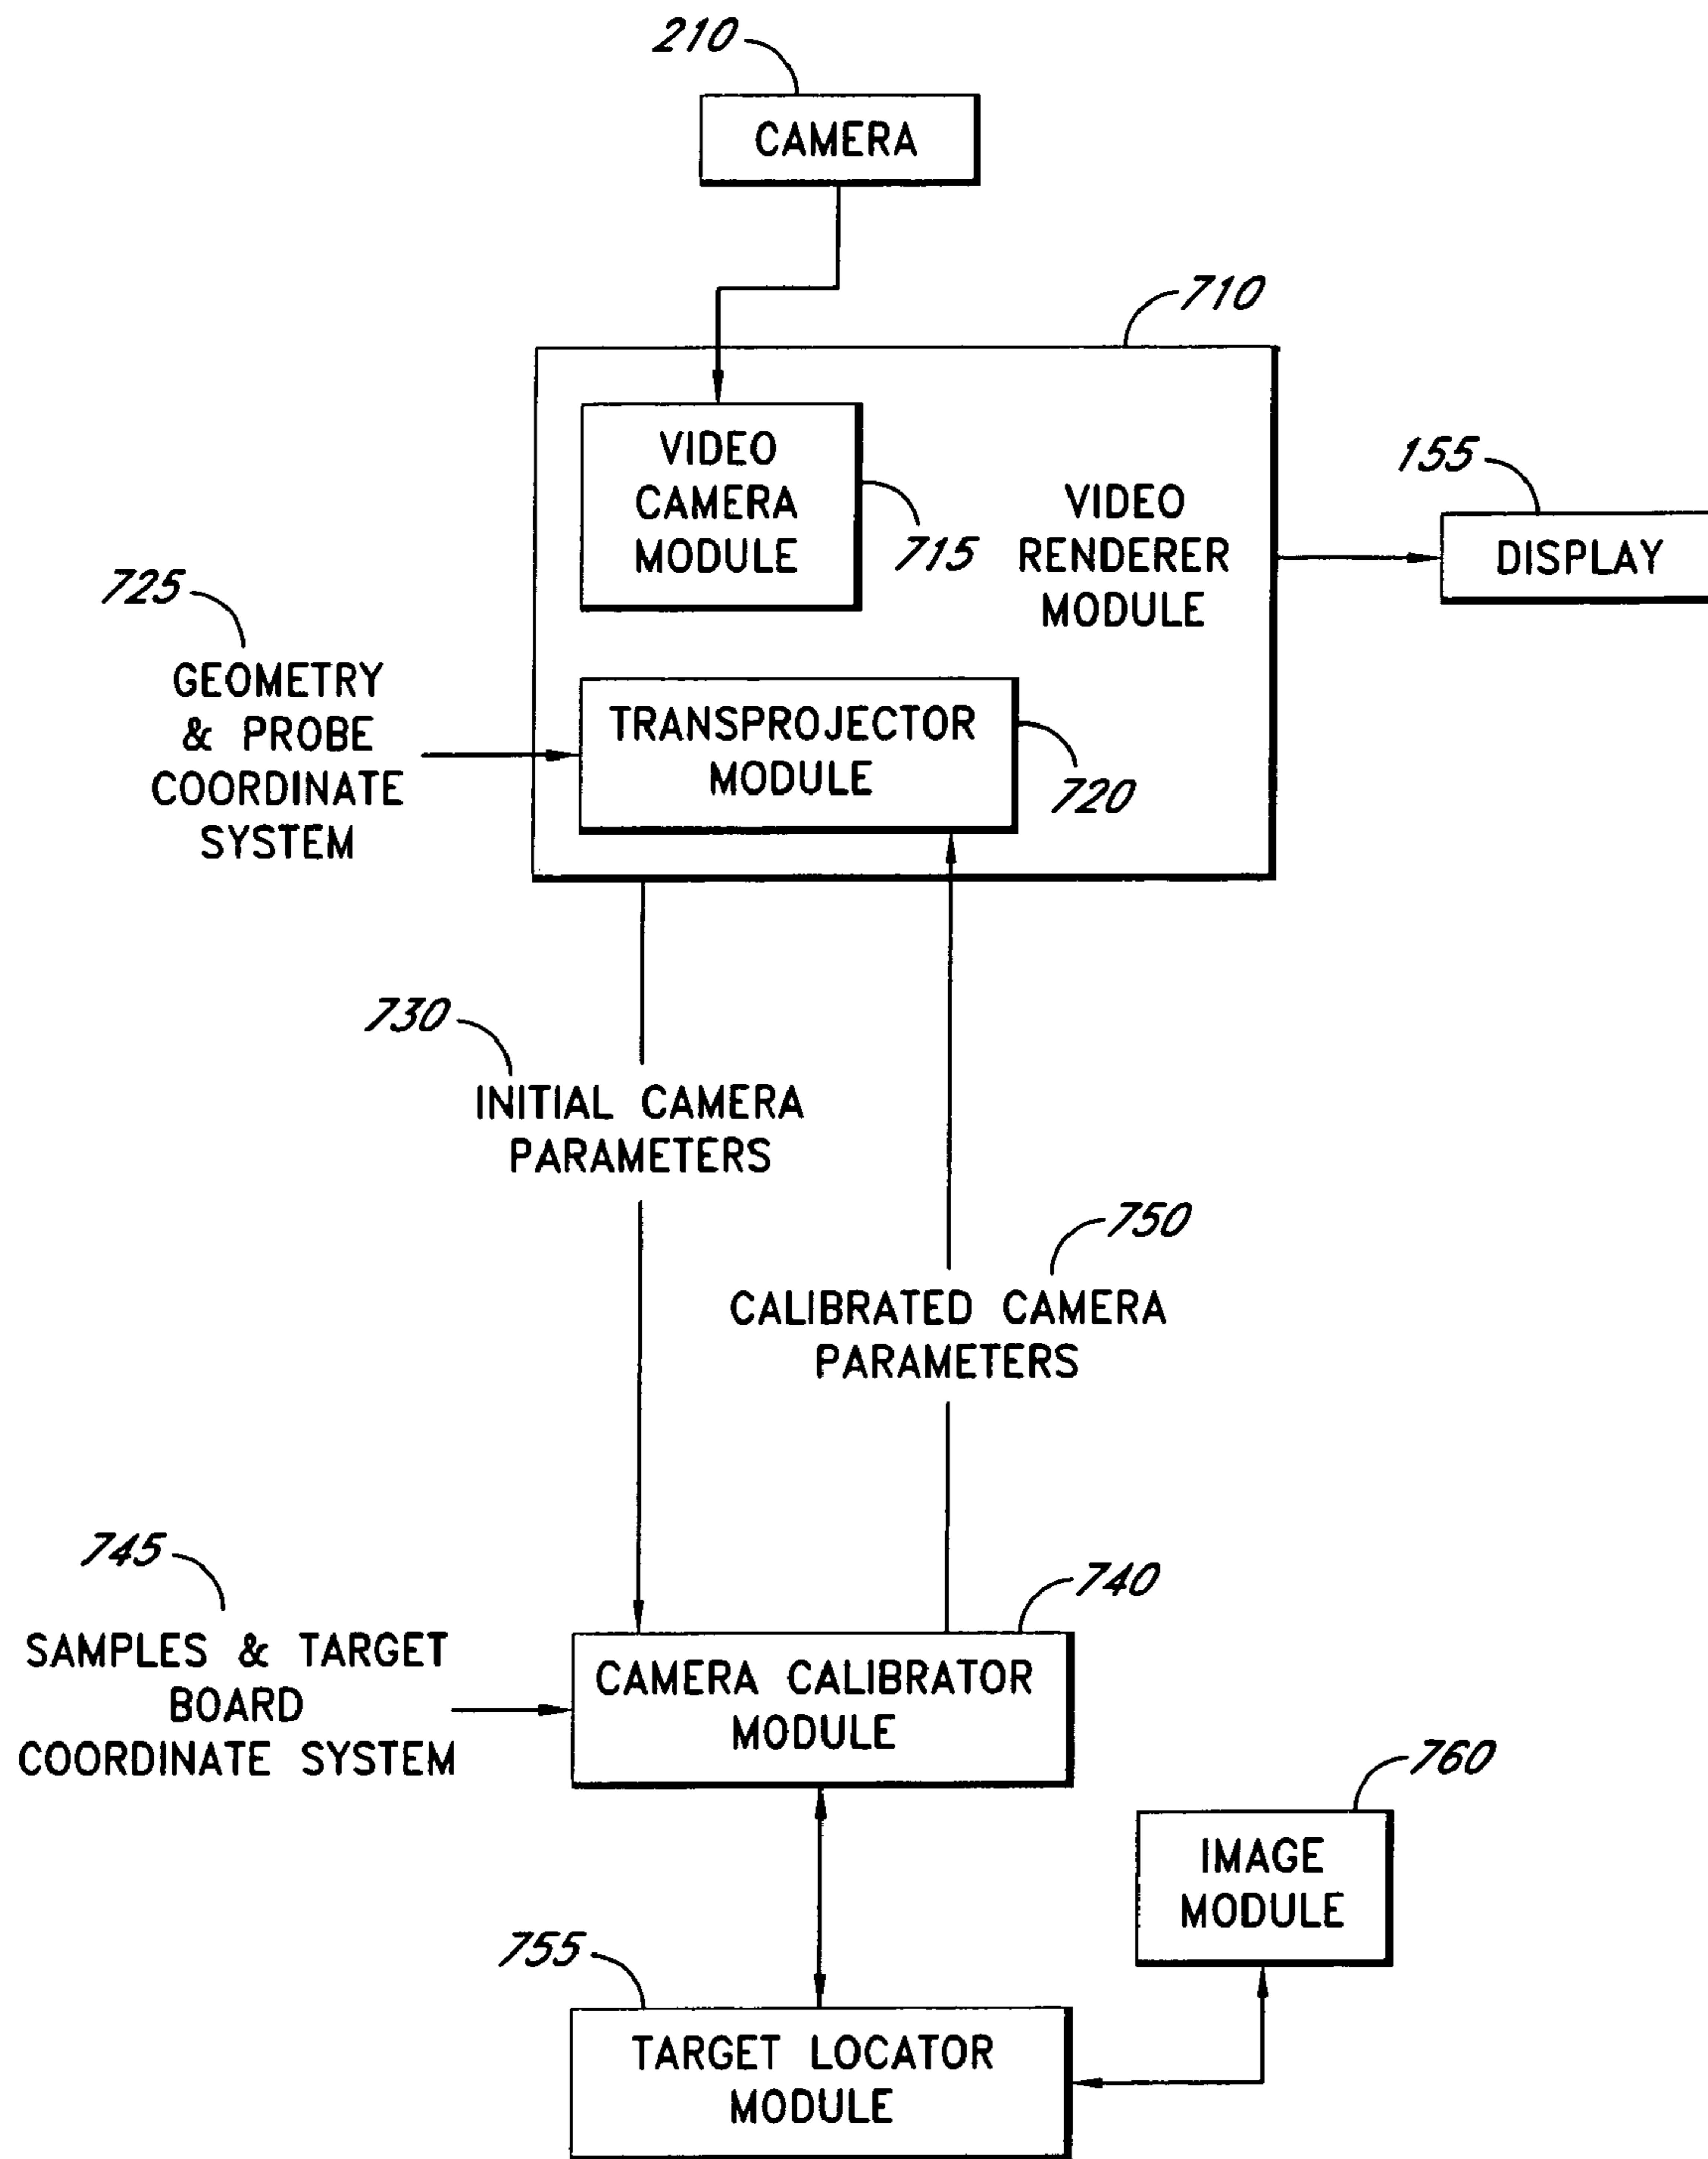 210
CAMERA
710
VIDEO
CAMERA
MODULE
715
VIDEO
RENDERER
MODULE
155
DISPLAY
725
GEOMETRY
& PROBE
COORDINATE
SYSTEM
TRANSPROJECTOR
MODULE
720
730
INITIAL CAMERA
PARAMETERS
750
CALIBRATED CAMERA
PARAMETERS
745
SAMPLES & TARGET
BOARD
COORDINATE SYSTEM
740
CAMERA CALIBRATOR
MODULE
760
IMAGE
MODULE
755
TARGET LOCATOR
MODULE